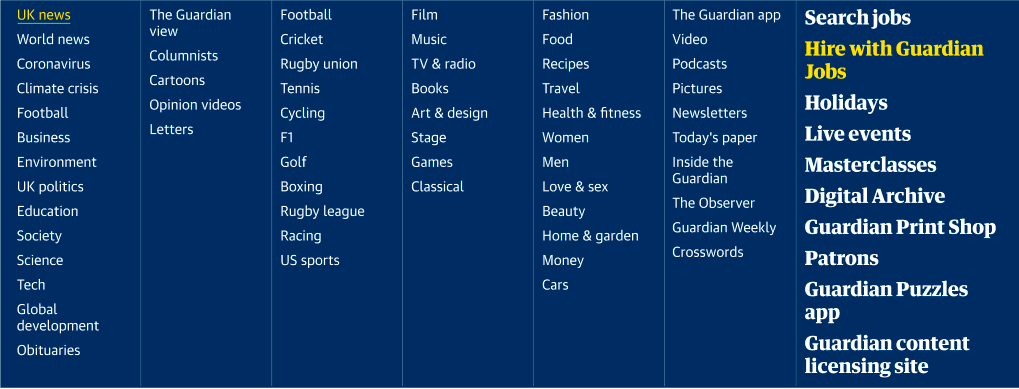 UK news
World news
Coronavirus
Climate crisis
Football
Business
Environment
UK politics
Education
Society
Science
Tech
Global
development
Obituaries
The Guardian
view
Columnists
Cartoons
Opinion videos
Letters
Football
Cricket
Rugby union
Tennis
Cycling
F1
Golf
Boxing
Rugby league
Racing
US sports
Film
Music
TV & radio
Books
Art & design
Stage
Games
Classical
Fashion
Food
Recipes
Travel
Health & fitness
Women
Men
Love & sex
Beauty
Home & garden
Money
Cars
The Guardian app
Video
Podcasts
Pictures
Newsletters
Today's paper
Inside the
Guardian
The Observer
Guardian Weekly
Crosswords
Search jobs
Hire with Guardian
Jobs
Holidays
Live events
Masterclasses
Digital Archive
Guardian Print Shop
Patrons
Guardian Puzzles
app
Guardian content
licensing site